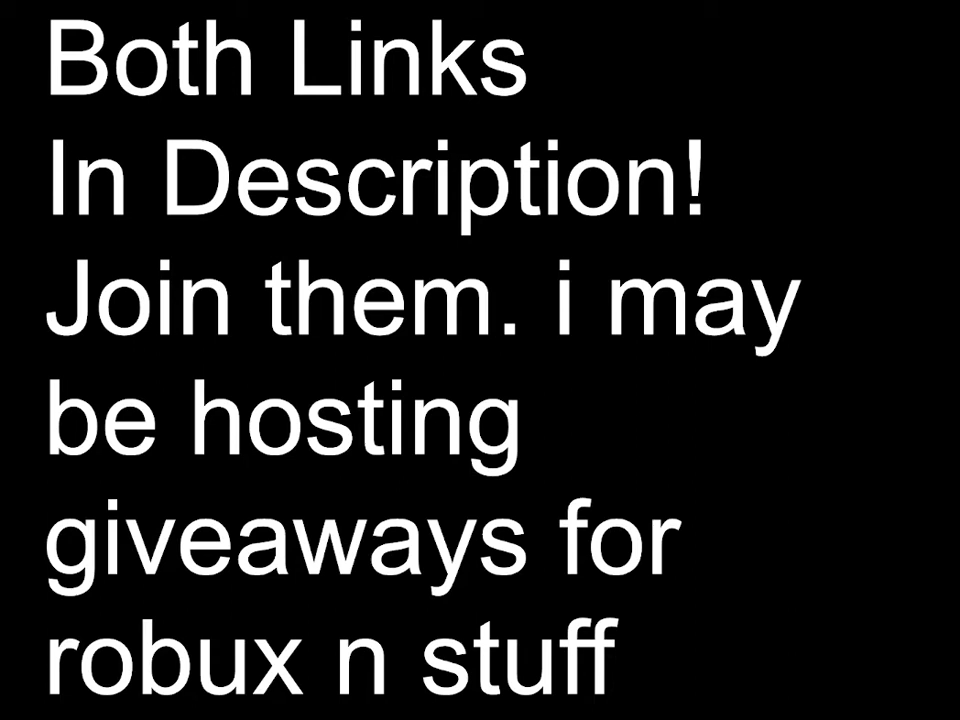 Both Links
In Description!
Join them. i may
be hosting
giveaways for
robux n stuff